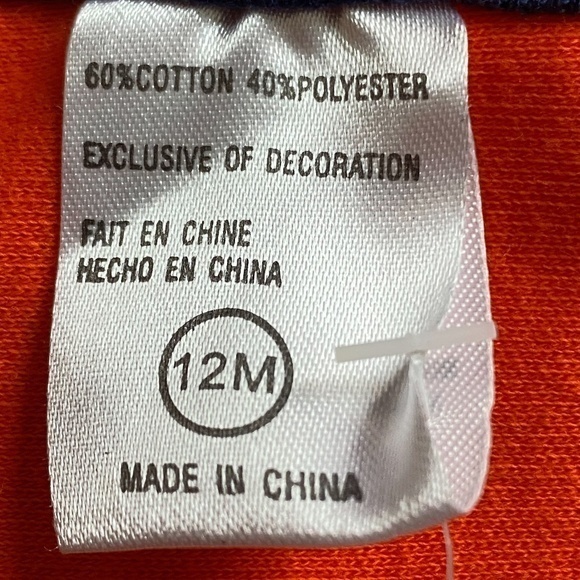 60%COTTON 40%POLYESTER
EXCLUSIVE OF DECORATION
FAIT EN CHINE
HECHO EN CHINA
12M
MADE IN CHINA